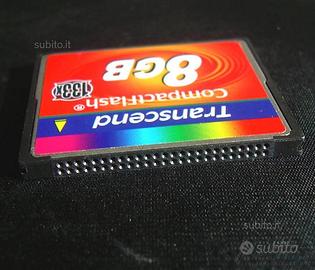 Transcend
CompactFlash®
8GB
133x
subito.it
subito.it
subito